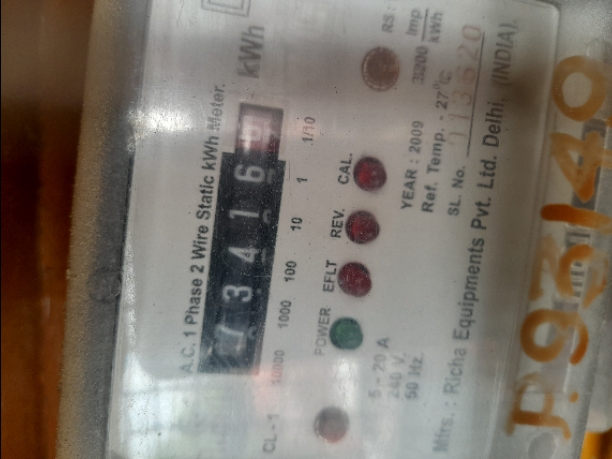 A.C. 1 Phase 2 Wire Static kWh Meter.
7 3 4 1 6
kWh
10000 1000 100 10 1 1/10
POWER EFLT REV. CAL.
CL - 1
5 - 20 A
240 V.
50 Hz.
RS :
Imp
3200 kWh
YEAR : 2009
Ref. Temp. - 27°C
SL. No.
Mfrs. : Richa Equipments Pvt. Ltd. Delhi. (INDIA).